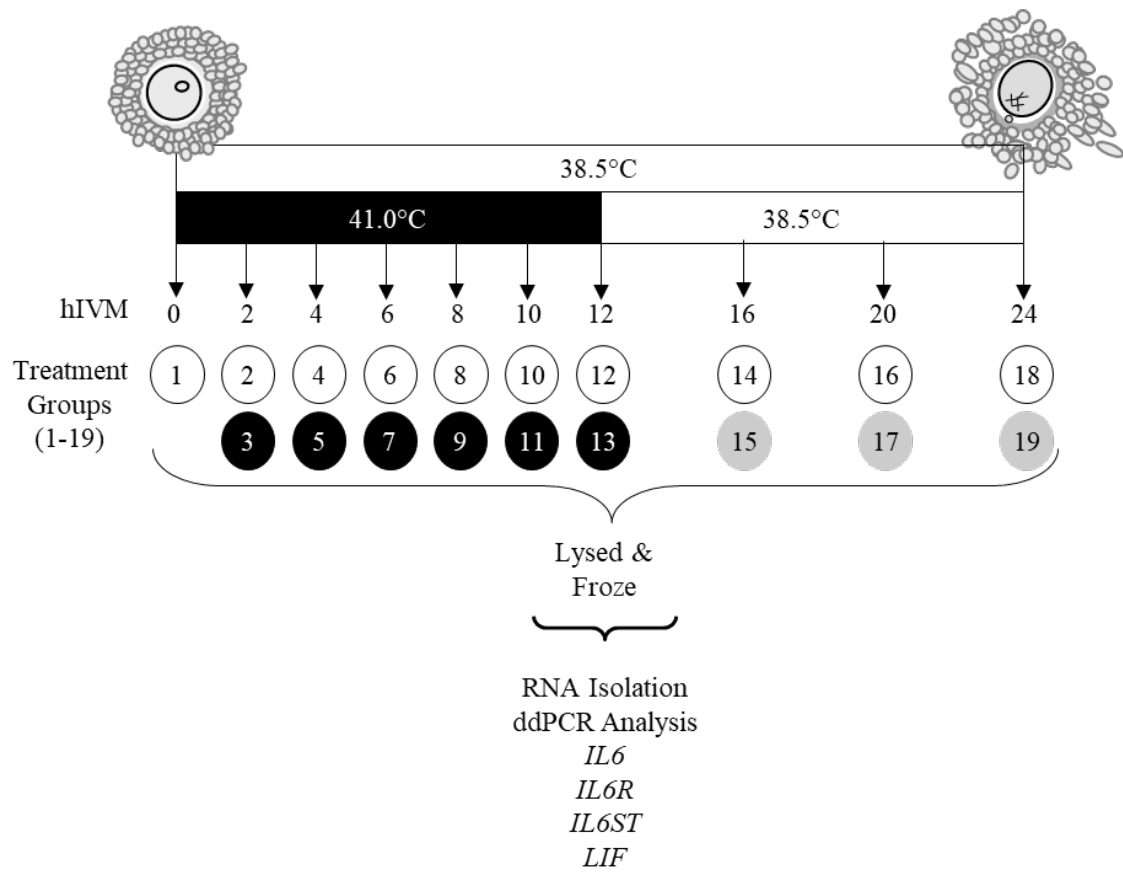 38.5°C
41.0°C 38.5°C
hIVM 0 2 4 6 8 10 12 16 20 24
Treatment
Groups
(1-19)
1 2 4 6 8 10 12 14 16 18
3 5 7 9 11 13 15 17 19
Lysed &
Froze
RNA Isolation
ddPCR Analysis
IL6
IL6R
IL6ST
LIF